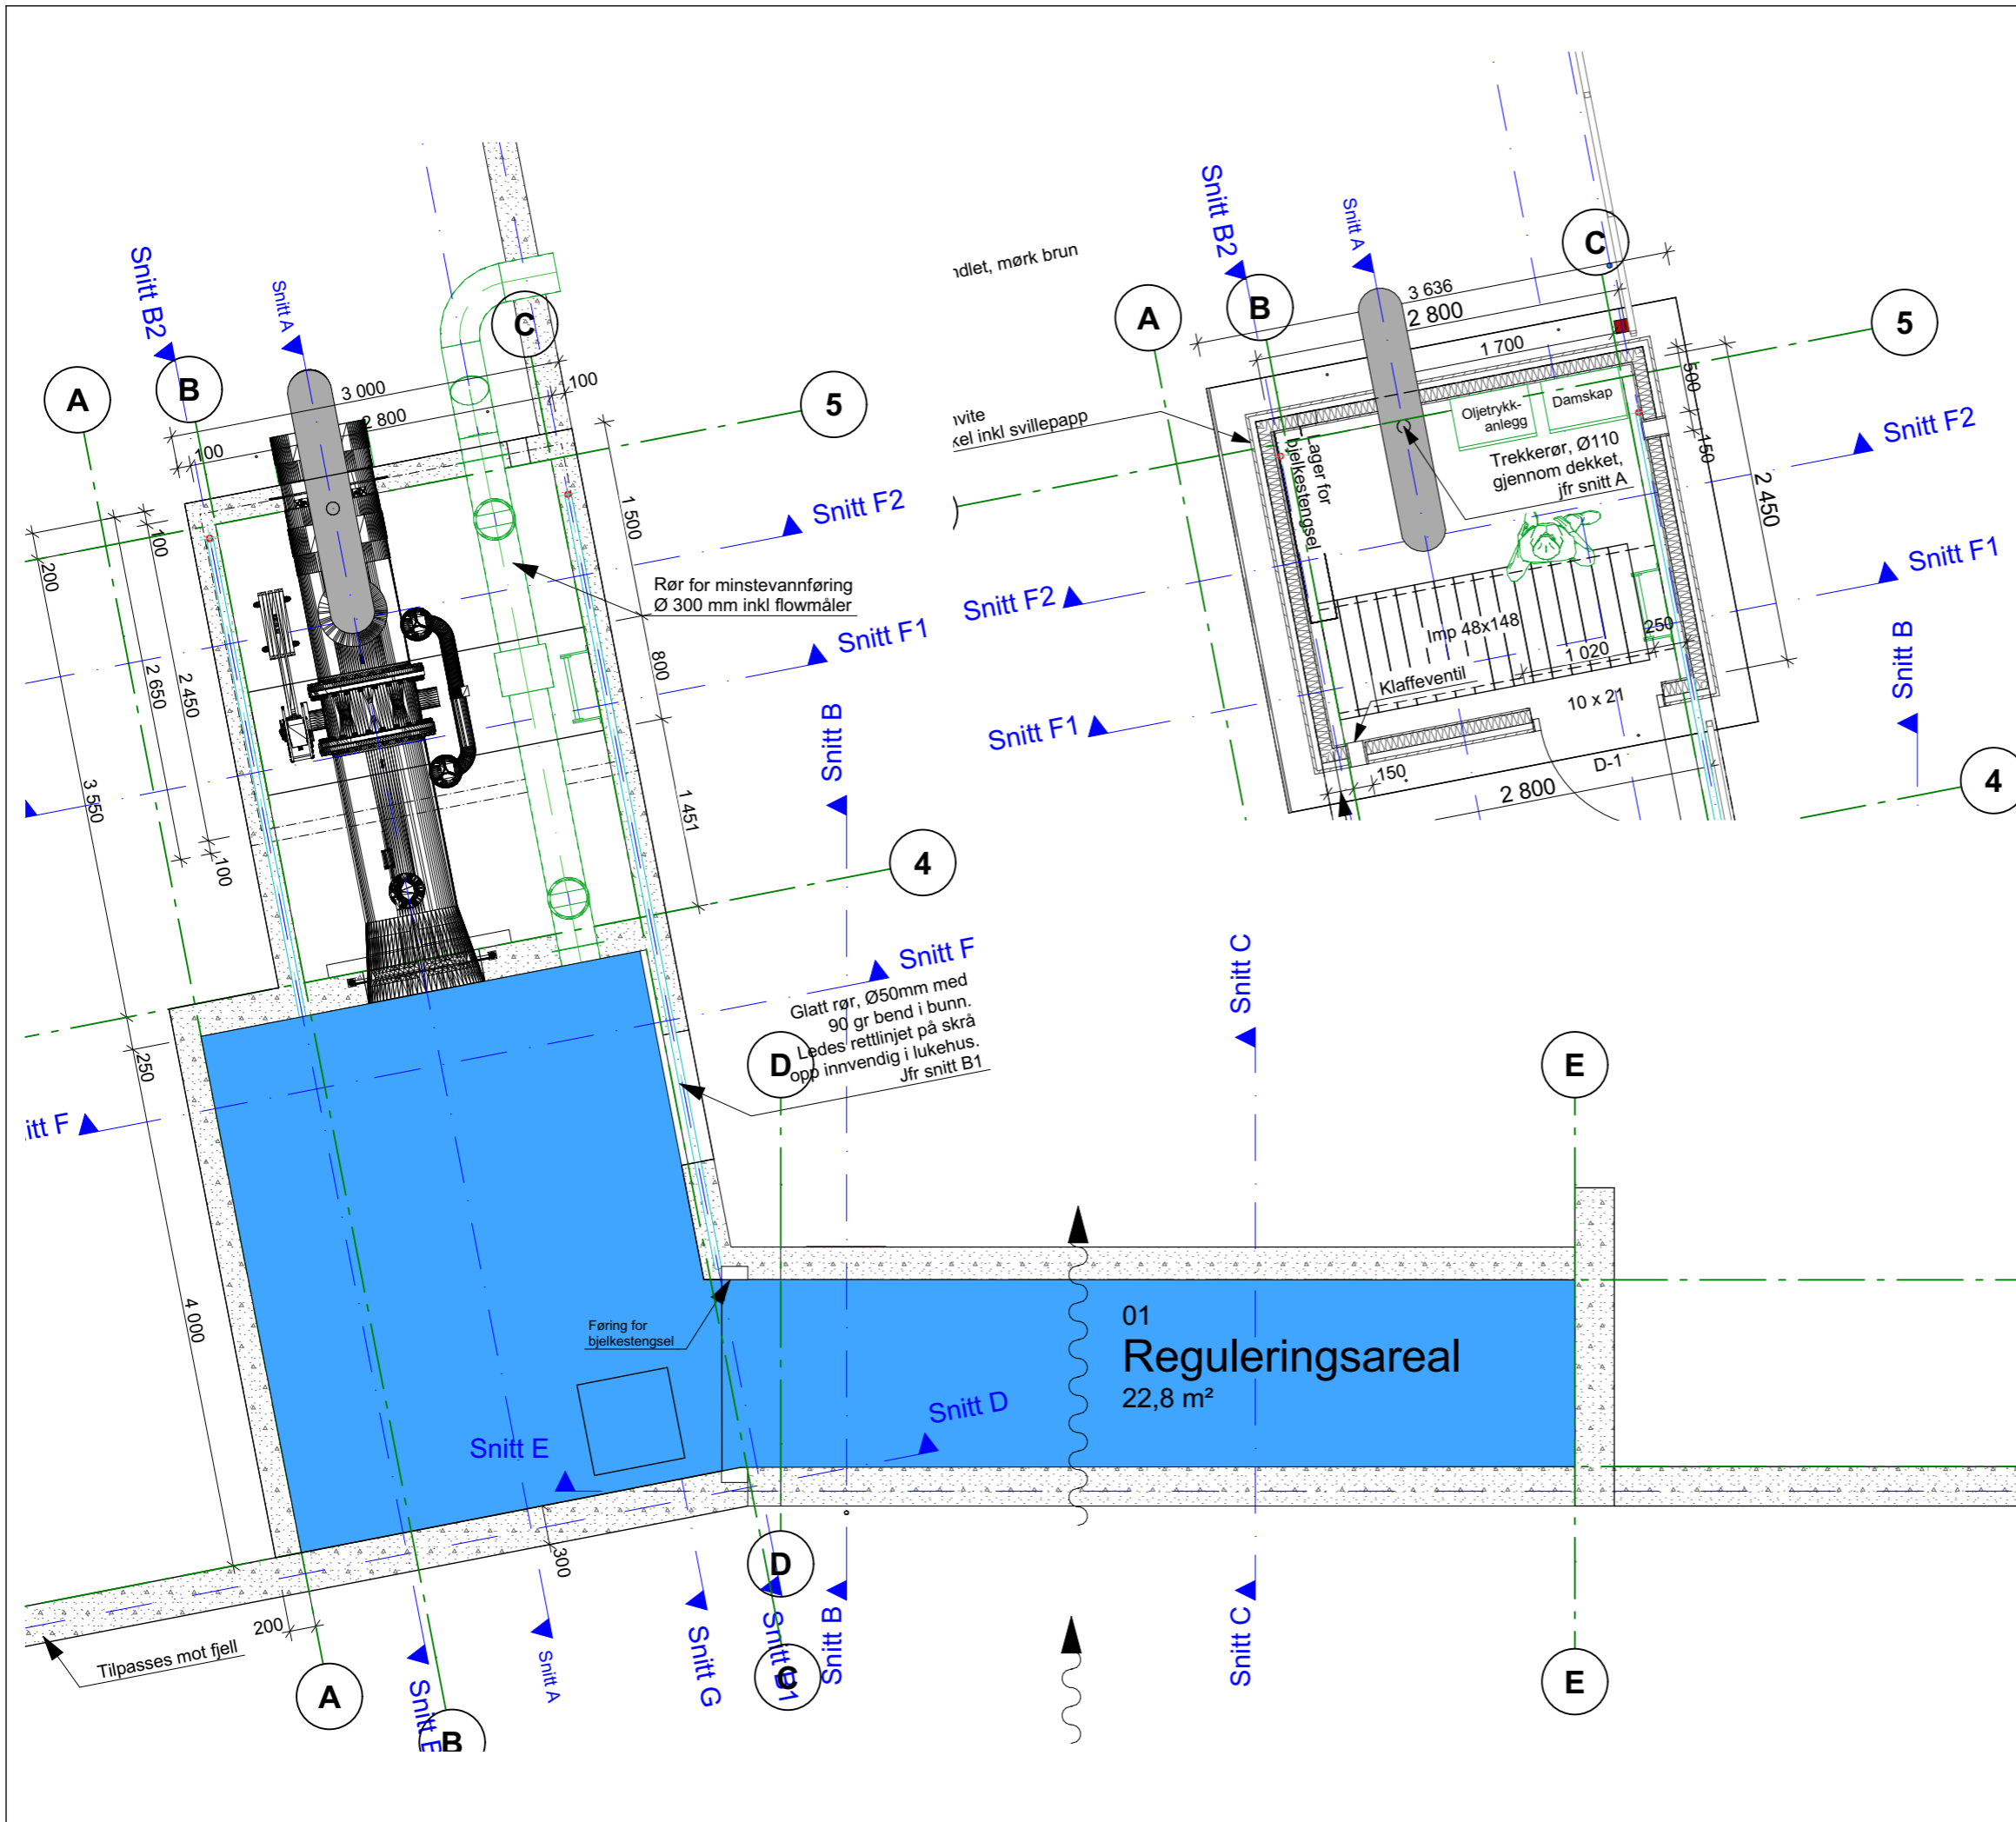 Snitt B2
Snitt A
A
B
C
3 000
2 800
100
100
5
1 500
Snitt F2
Rør for minstevannføring
Ø 300 mm inkl flowmåler
Snitt F1
800
200
100
2 650
2 450
3 550
100
Snitt B
1 451
4
Snitt F
Glatt rør, Ø50mm med
90 gr bend i bunn.
Ledes rettlinjet på skrå
opp innvendig i lukehus.
Jfr snitt B1
250
itt F
D
Snitt C
E
4 000
Føring for
bjelkestengsel
01
Reguleringsareal
22,8 m²
Snitt D
Snitt E
300
200
Tilpasses mot fjell
A
B
Snitt A
Snitt G
D
C
Snitt B
Snitt C
E
Snitt B2
Snitt A
A
B
C
dlet, mørk brun
3 636
2 800
1 700
5
vite
kel inkl svillepapp
Lager for
bjelkestengsel
Oljetrykk-
anlegg
Damskap
500
150
2 450
Trekkerør, Ø110
gjennom dekket,
jfr snitt A
Snitt F2
Snitt F1
Snitt F2
Snitt F1
Snitt B
Imp 48x148
250
1 020
Klaffeventil
10 x 21
150
D-1
2 800
4